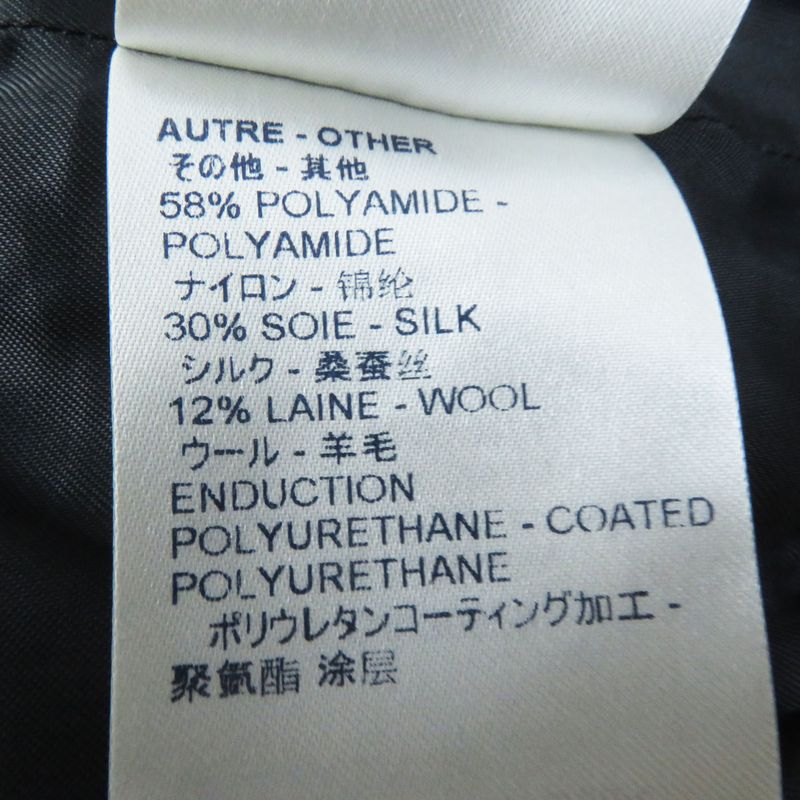 AUTRE - OTHER
その他 - 其他
58% POLYAMIDE -
POLYAMIDE
ナイロン - 锦纶
30% SOIE - SILK
シルク - 桑蚕丝
12% LAINE - WOOL
ウール - 羊毛
ENDUCTION
POLYURETHANE - COATED
POLYURETHANE
ポリウレタンコーティング加工 -
聚氨酯 涂层